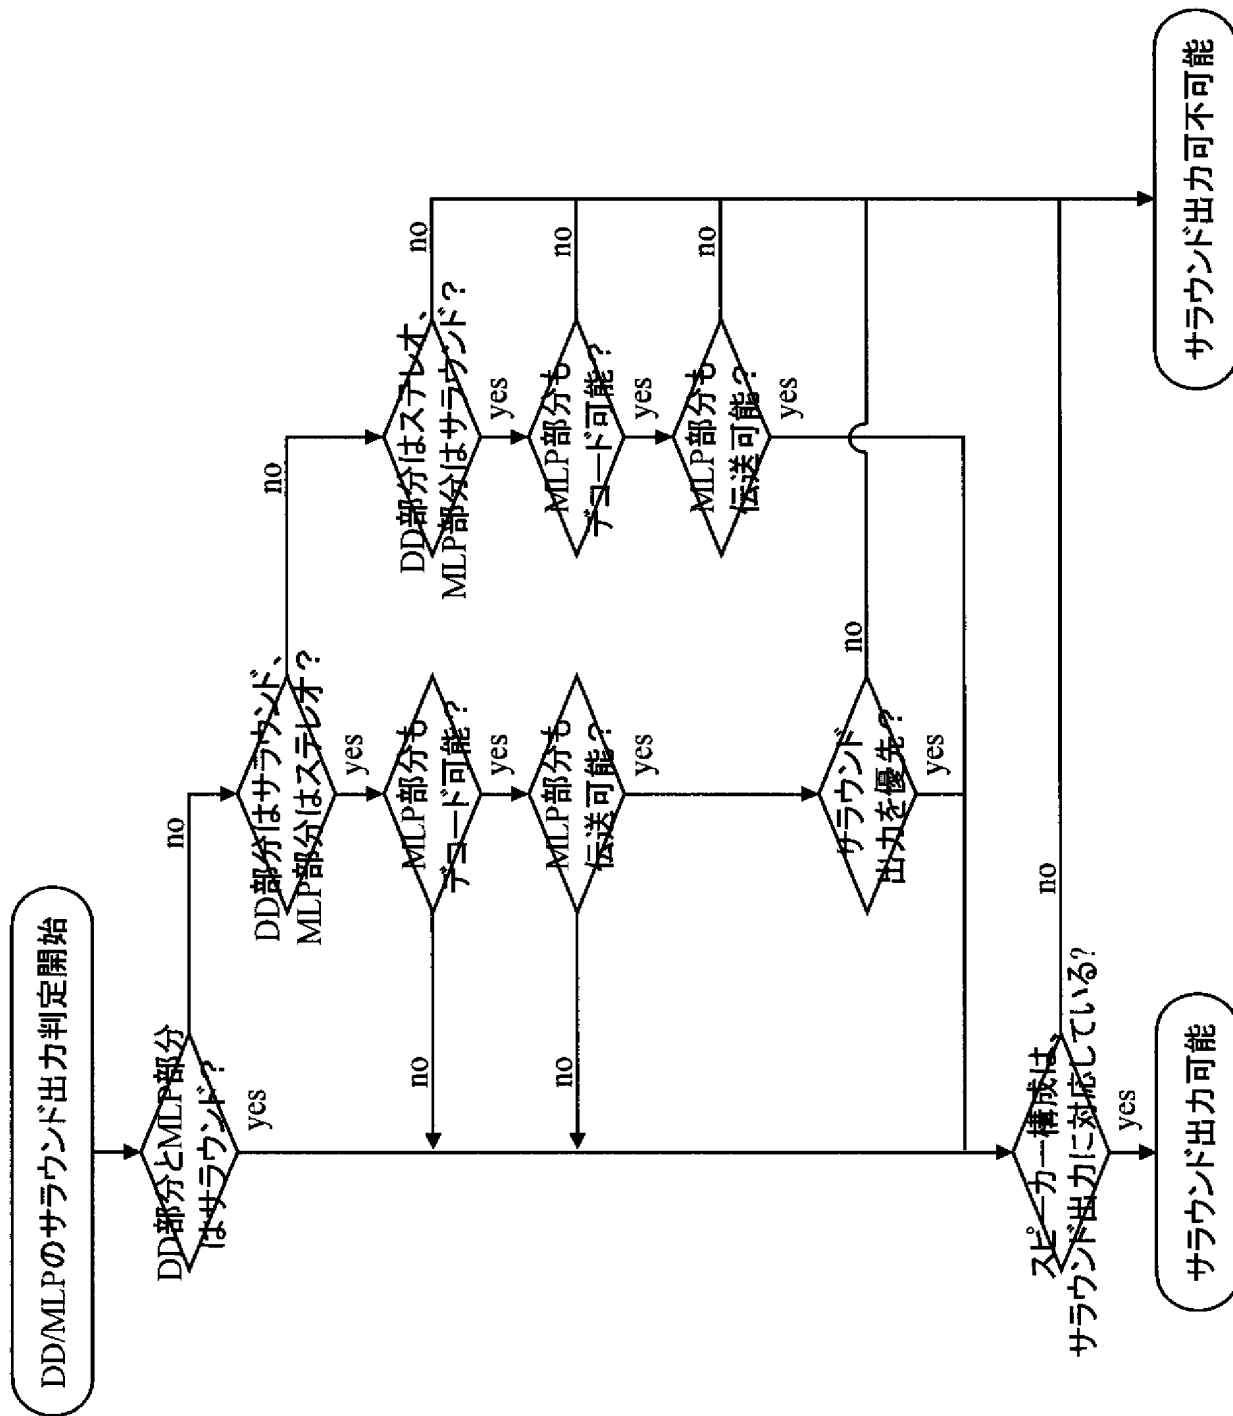 DD/MLPのサラウンド出力判定開始
DD部分とMLP部分
はサラウンド?
yes
no
DD部分はサラウンド、
MLP部分はステレオ?
yes
no
MLP部分も
デコード可能?
no
yes
MLP部分も
伝送可能?
no
yes
DD部分はステレオ、
MLP部分はサラウンド?
no
yes
MLP部分も
デコード可能?
no
yes
MLP部分も
伝送可能?
no
yes
サラウンド
出力を優先?
no
yes
スピーカー構成は、
サラウンド出力に対応している?
no
yes
サラウンド出力可能
サラウンド出力可不可能